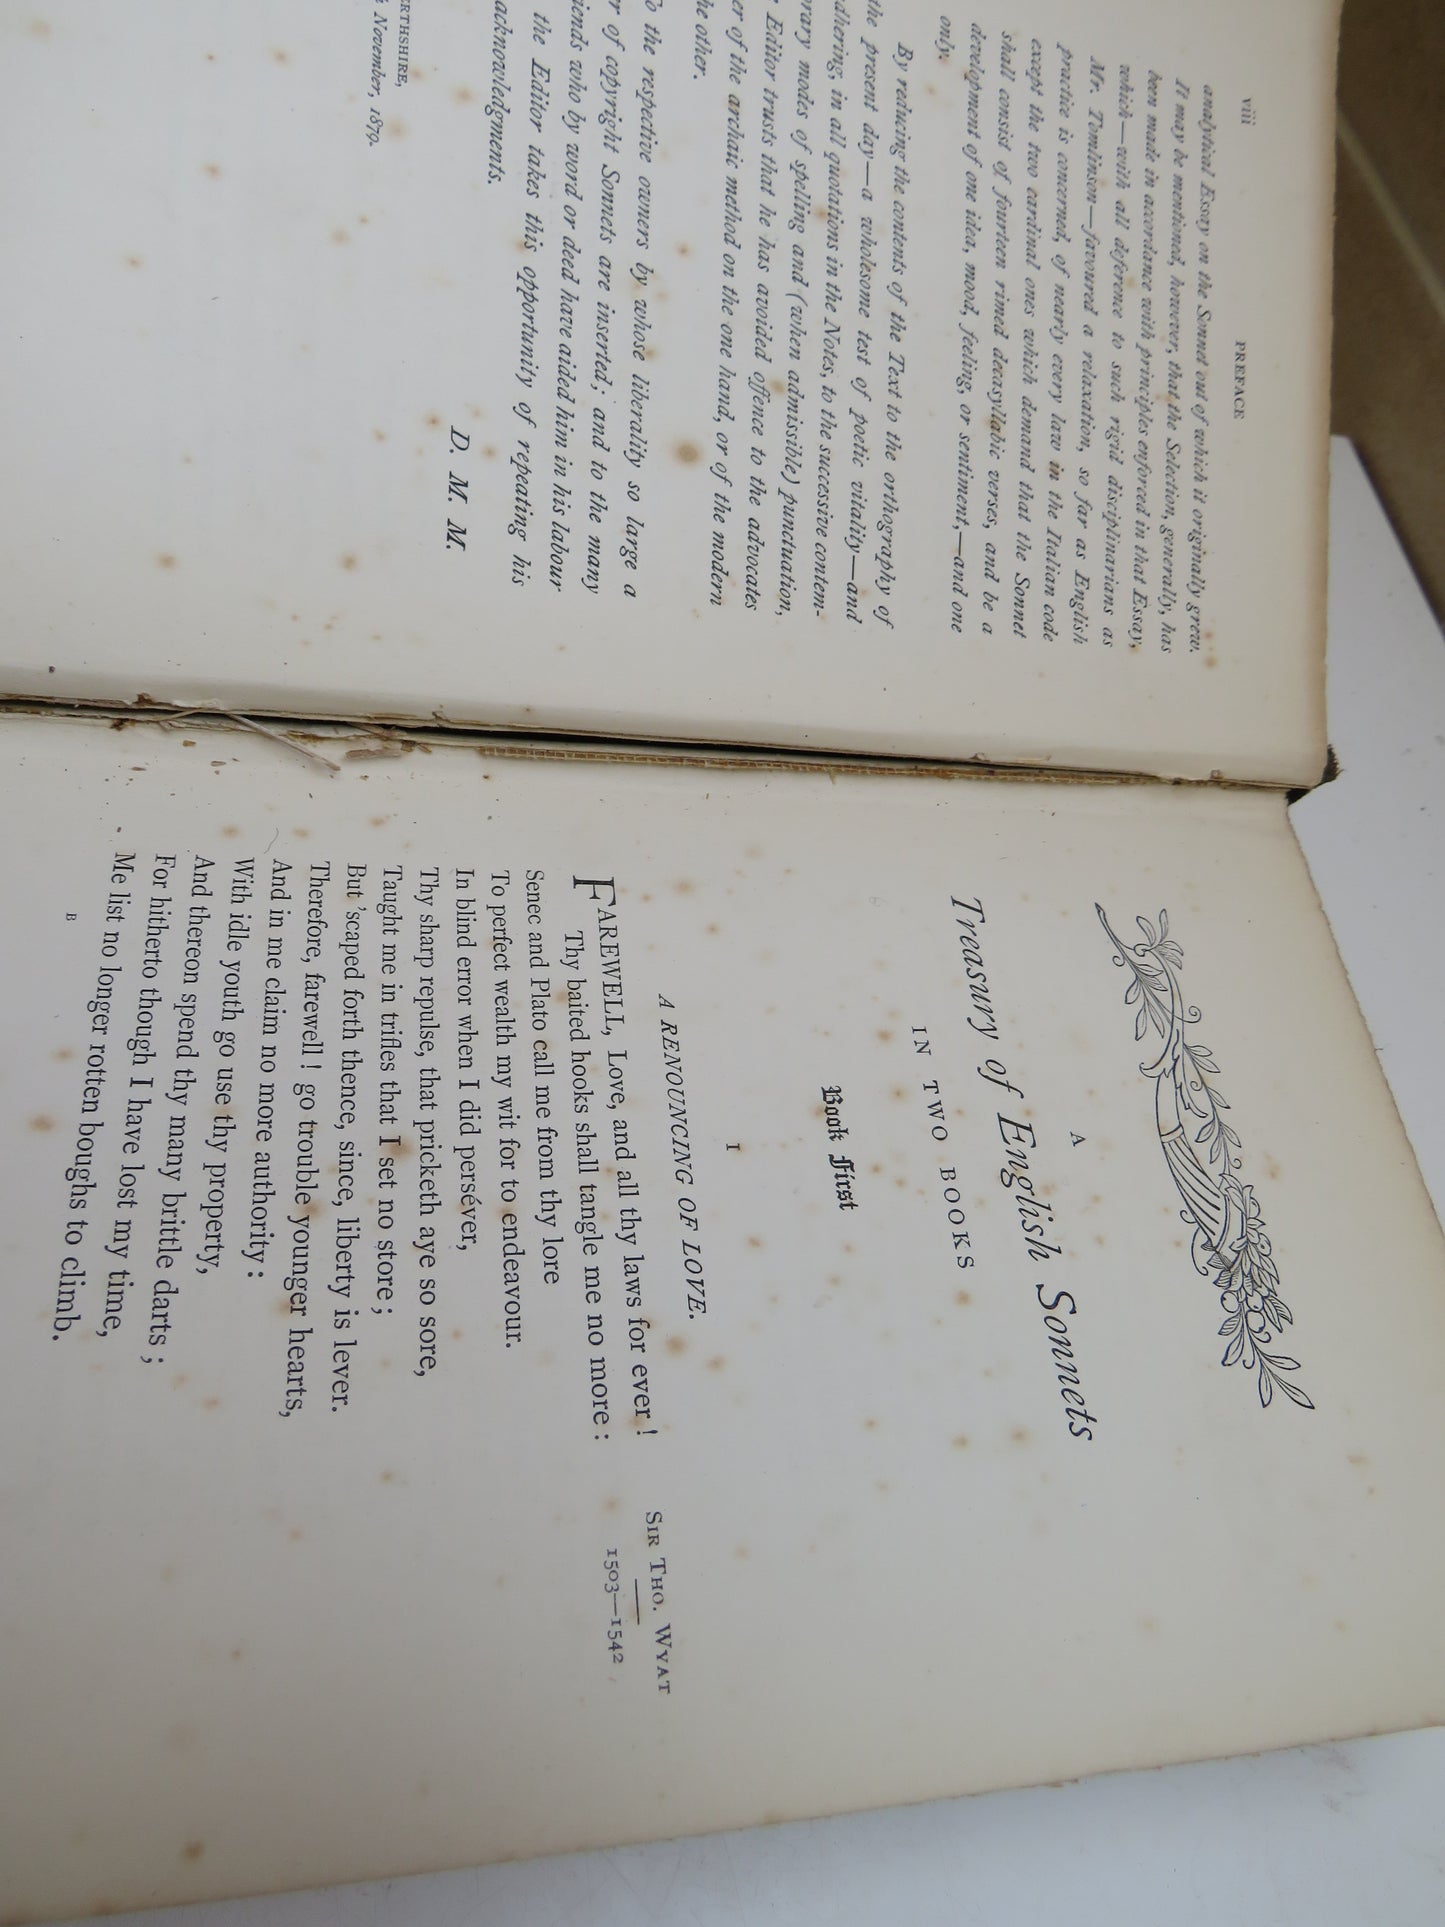 viii
PREFACE
analytical Essay on the Sonnet out of which it originally grew.
It may be mentioned, however, that the Selection, generally, has
been made in accordance with principles enforced in that Essay,
which—with all deference to such rigid disciplinarians as
Mr. Tomlinson—favoured a relaxation, so far as English
practice is concerned, of nearly every law in the Italian code
except the two cardinal ones which demand that the Sonnet
shall consist of fourteen rimed decasyllabic verses, and be a
development of one idea, mood, feeling, or sentiment,—and one
only.
By reducing the contents of the Text to the orthography of
the present day—a wholesome test of poetic vitality—and
dhering, in all quotations in the Notes, to the successive contem-
rary modes of spelling and (when admissible) punctuation,
Editor trusts that he has avoided offence to the advocates
er of the archaic method on the one hand, or of the modern
he other.
o the respective owners by whose liberality so large a
r of copyright Sonnets are inserted; and to the many
iends who by word or deed have aided him in his labour
the Editor takes this opportunity of repeating his
acknowledgments.
D. M. M.
ERTHSHIRE,
November, 1879.
A
Treasury of English Sonnets
IN TWO BOOKS
Book First
I
A RENOUNCING OF LOVE.
FAREWELL, Love, and all thy laws for ever!
Thy baited hooks shall tangle me no more:
Senec and Plato call me from thy lore
To perfect wealth my wit for to endeavour.
In blind error when I did perséver,
Thy sharp repulse, that pricketh aye so sore,
Taught me in trifles that I set no store;
But 'scaped forth thence, since, liberty is lever.
Therefore, farewell! go trouble younger hearts,
And in me claim no more authority:
With idle youth go use thy property,
And thereon spend thy many brittle darts;
For hitherto though I have lost my time,
Me list no longer rotten boughs to climb.
SIR THO. WYAT
1503—1542
B